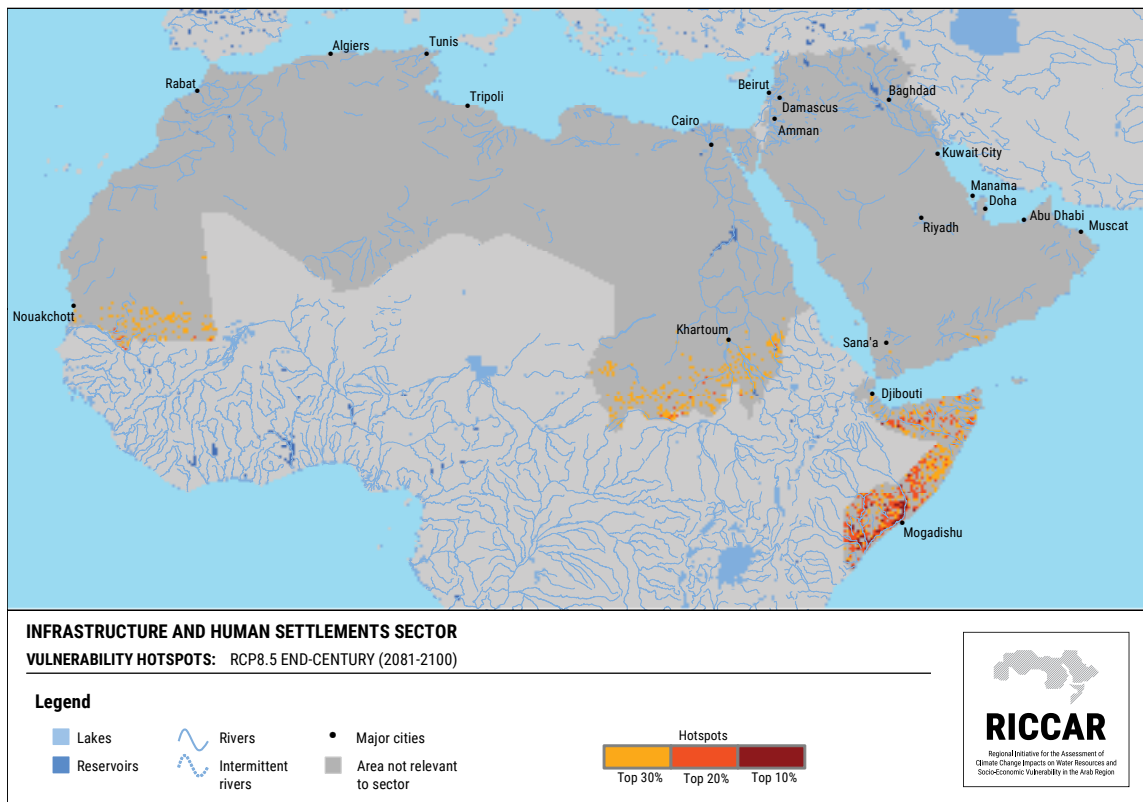 Algiers
Tunis
Rabat
Tripoli
Beirut
Baghdad
Damascus
Cairo
Amman
Kuwait City
Manama
Doha
Abu Dhabi
Riyadh
Muscat
Nouakchott
Khartoum
Sana'a
Djibouti
Mogadishu
INFRASTRUCTURE AND HUMAN SETTLEMENTS SECTOR
VULNERABILITY HOTSPOTS: RCP8.5 END-CENTURY (2081-2100)
Legend
Lakes
Reservoirs
Rivers
Intermittent
rivers
Major cities
Area not relevant
to sector
Hotspots
Top 30% Top 20% Top 10%
RICCAR
Regional Initiative for the Assessment of
Climate Change Impacts on Water Resources and
Socio-Economic Vulnerability in the Arab Region